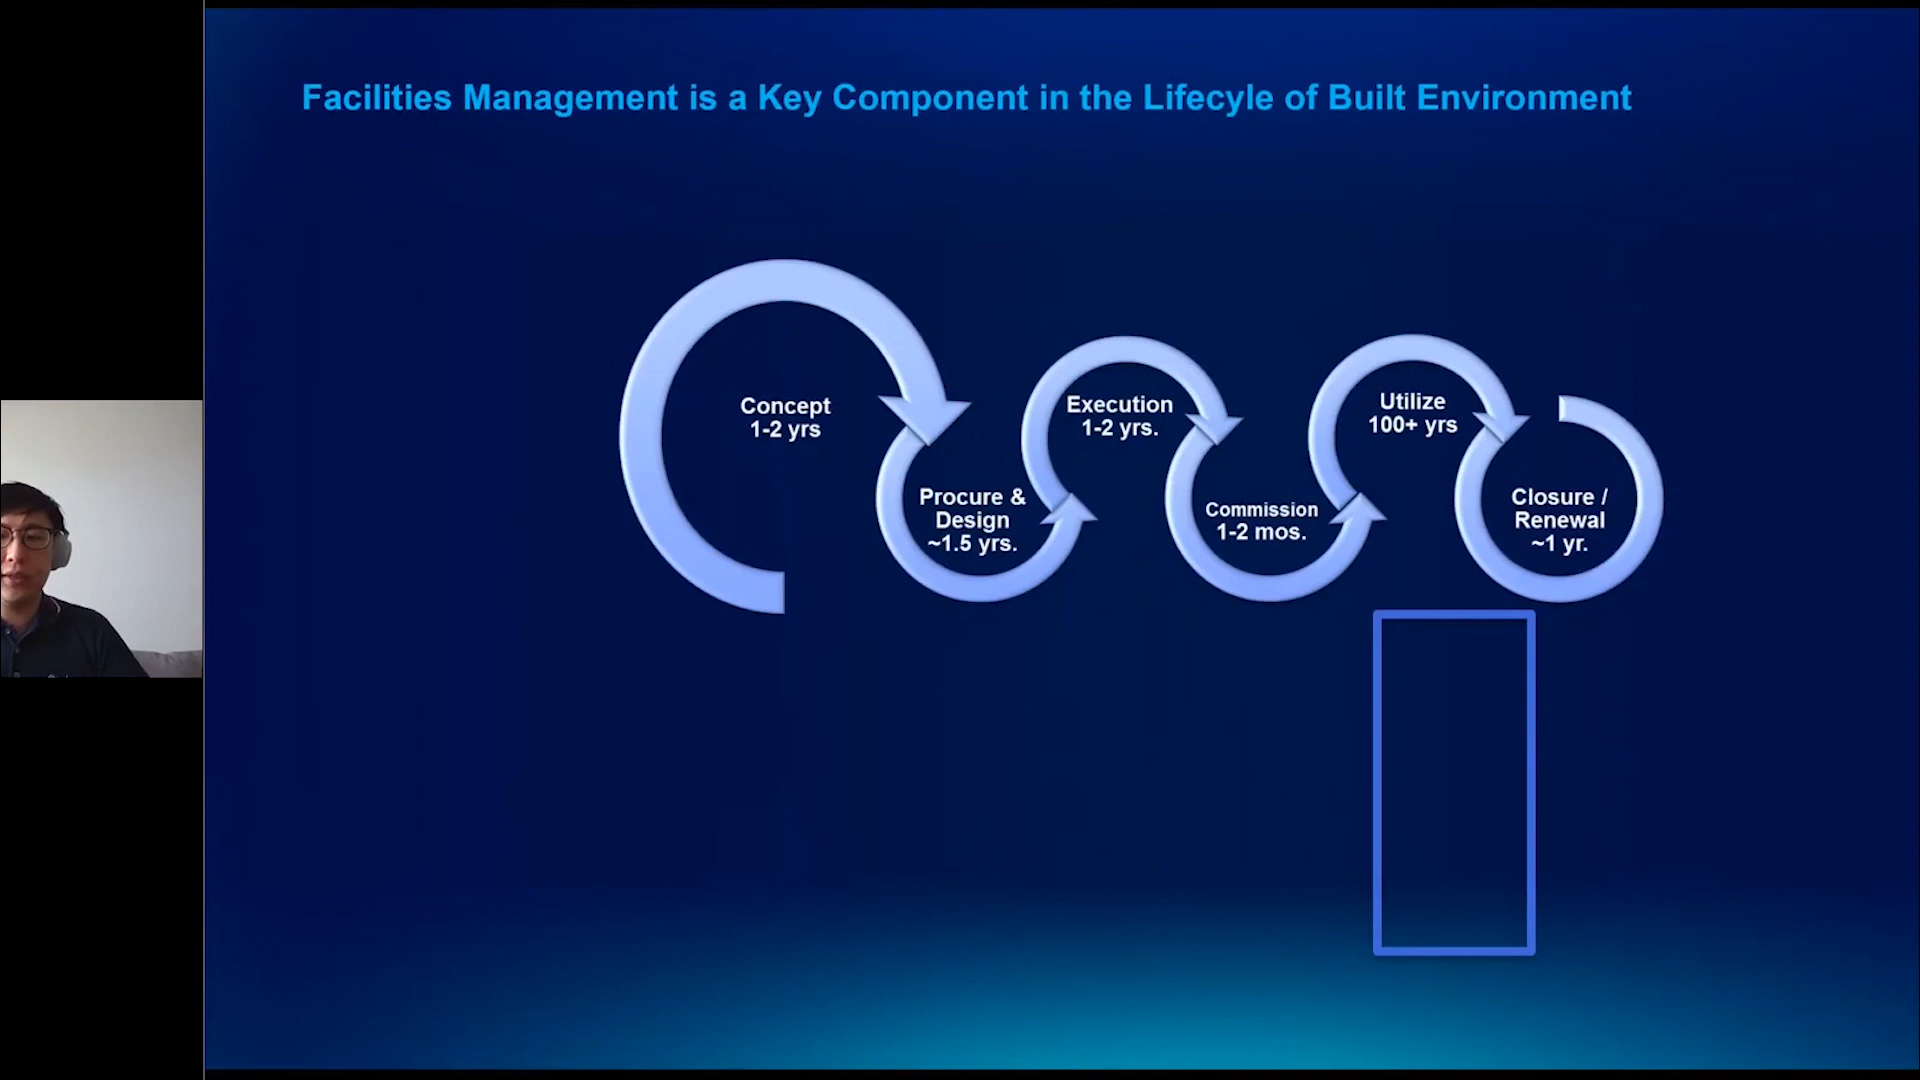 Facilities Management is a Key Component in the Lifecyle of Built Environment
Concept
1-2 yrs
Procure &
Design
~1.5 yrs.
Execution
1-2 yrs.
Commission
1-2 mos.
Utilize
100+ yrs
Closure /
Renewal
~1 yr.